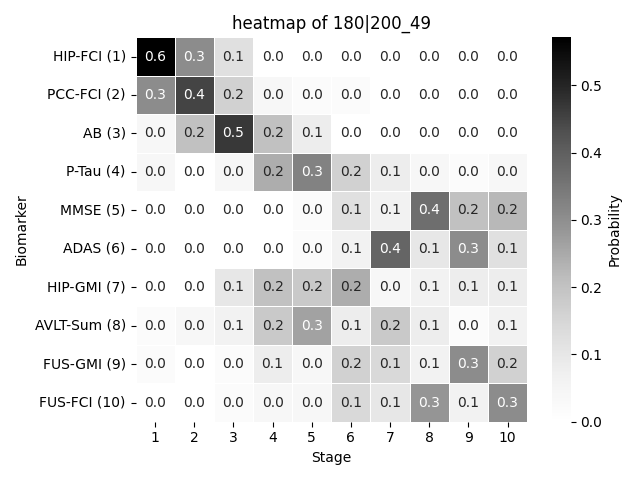 heatmap of 180|200_49
HIP-FCI (1) 0.6 0.3 0.1 0.0 0.0 0.0 0.0 0.0 0.0 0.0
PCC-FCI (2) 0.3 0.4 0.2 0.0 0.0 0.0 0.0 0.0 0.0 0.0
AB (3) 0.0 0.2 0.5 0.2 0.1 0.0 0.0 0.0 0.0 0.0
P-Tau (4) 0.0 0.0 0.0 0.2 0.3 0.2 0.1 0.0 0.0 0.0
MMSE (5) 0.0 0.0 0.0 0.0 0.0 0.1 0.1 0.4 0.2 0.2
ADAS (6) 0.0 0.0 0.0 0.0 0.0 0.1 0.4 0.1 0.3 0.1
HIP-GMI (7) 0.0 0.0 0.1 0.2 0.2 0.2 0.0 0.1 0.1 0.1
AVLT-Sum (8) 0.0 0.0 0.1 0.2 0.3 0.1 0.2 0.1 0.0 0.1
FUS-GMI (9) 0.0 0.0 0.0 0.1 0.0 0.2 0.1 0.1 0.3 0.2
FUS-FCI (10) 0.0 0.0 0.0 0.0 0.0 0.1 0.1 0.3 0.1 0.3
1 2 3 4 5 6 7 8 9 10
Stage
Biomarker
0.5
0.4
0.3
0.2
0.1
0.0
Probability